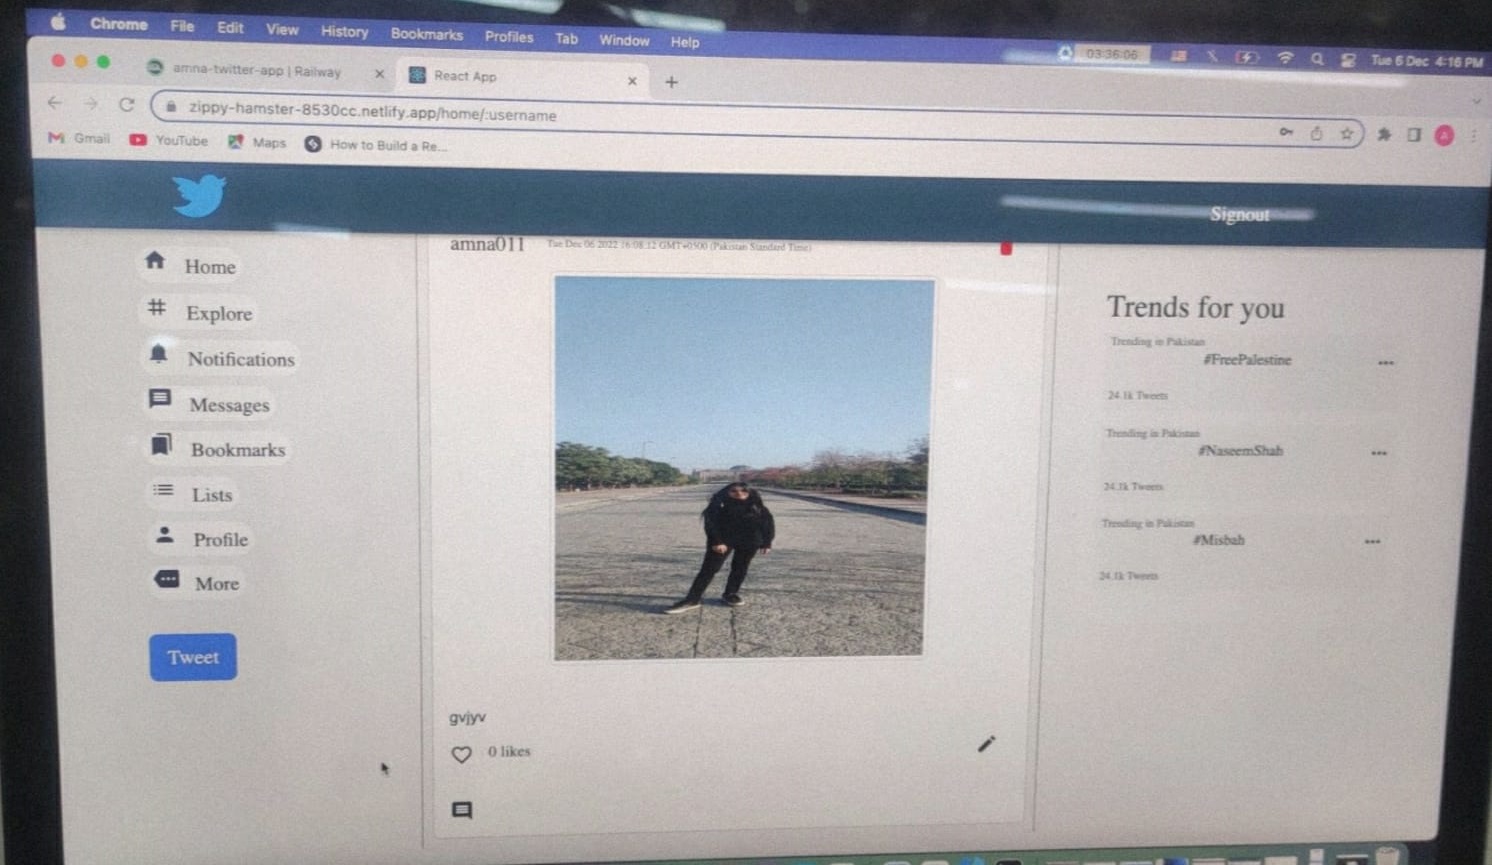 Chrome File Edit View History Bookmarks Profiles Tab Window Help 03:36:06 Tue 6 Dec 4:16 PM
amna-twitter-app | Railway
React App
zippy-hamster-8530cc.netlify.app/home/:username
Gmail YouTube Maps How to Build a Re...
Signout
Home
Explore
Notifications
Messages
Bookmarks
Lists
Profile
More
Tweet
amna011 Tue Dec 06 2022 16:08:12 GMT+0500 (Pakistan Standard Time)
gvjyv
0 likes
Trends for you
Trending in Pakistan
#FreePalestine
24.1k Tweets
Trending in Pakistan
#NaseemShah
24.1k Tweets
Trending in Pakistan
#Misbah
24.1k Tweets